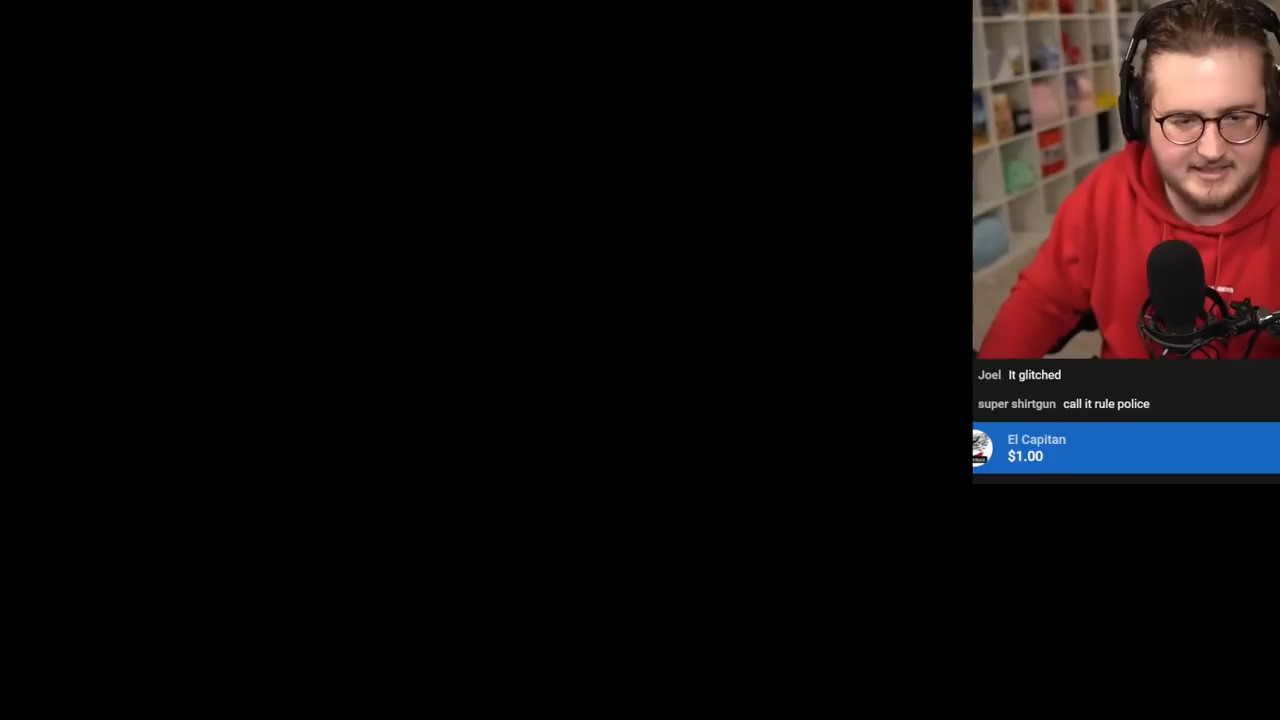 Joel It glitched
super shirtgun call it rule police
El Capitan
$1.00